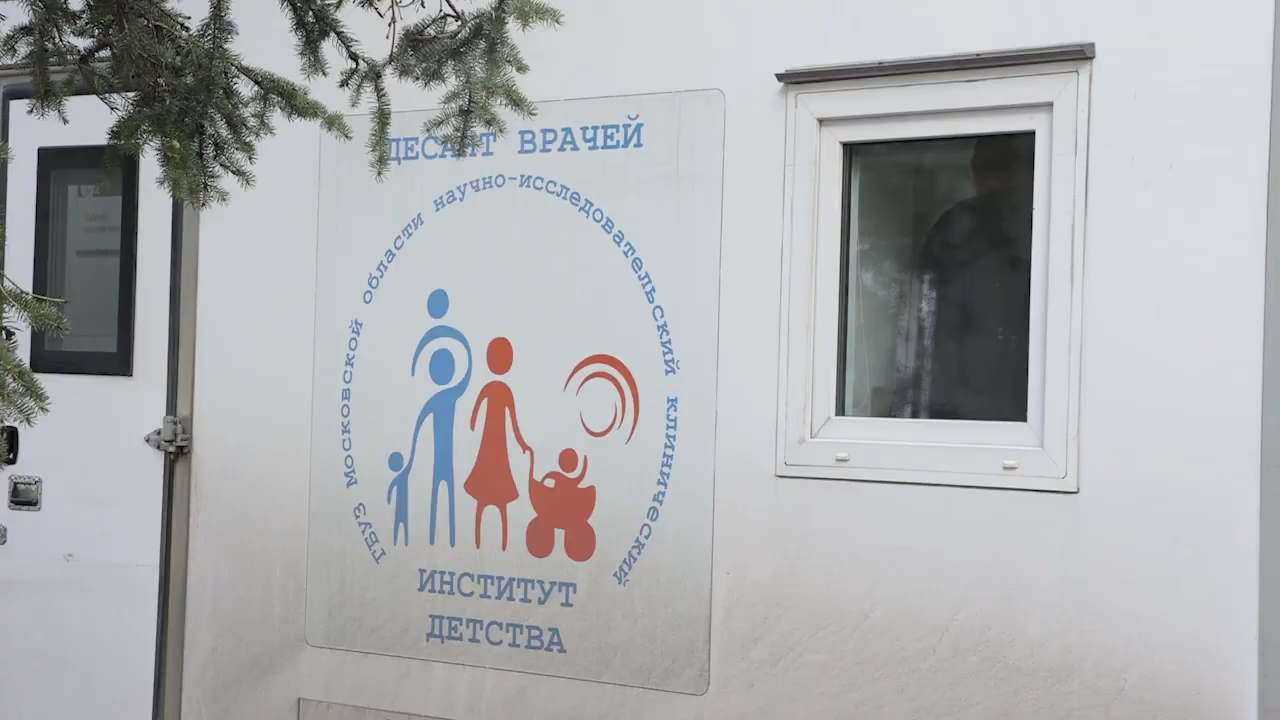 ДЕСАНТ ВРАЧЕЙ
ГБУЗ МОСКОВСКОЙ области научно-исследовательский клинический
ИНСТИТУТ
ДЕТСТВА